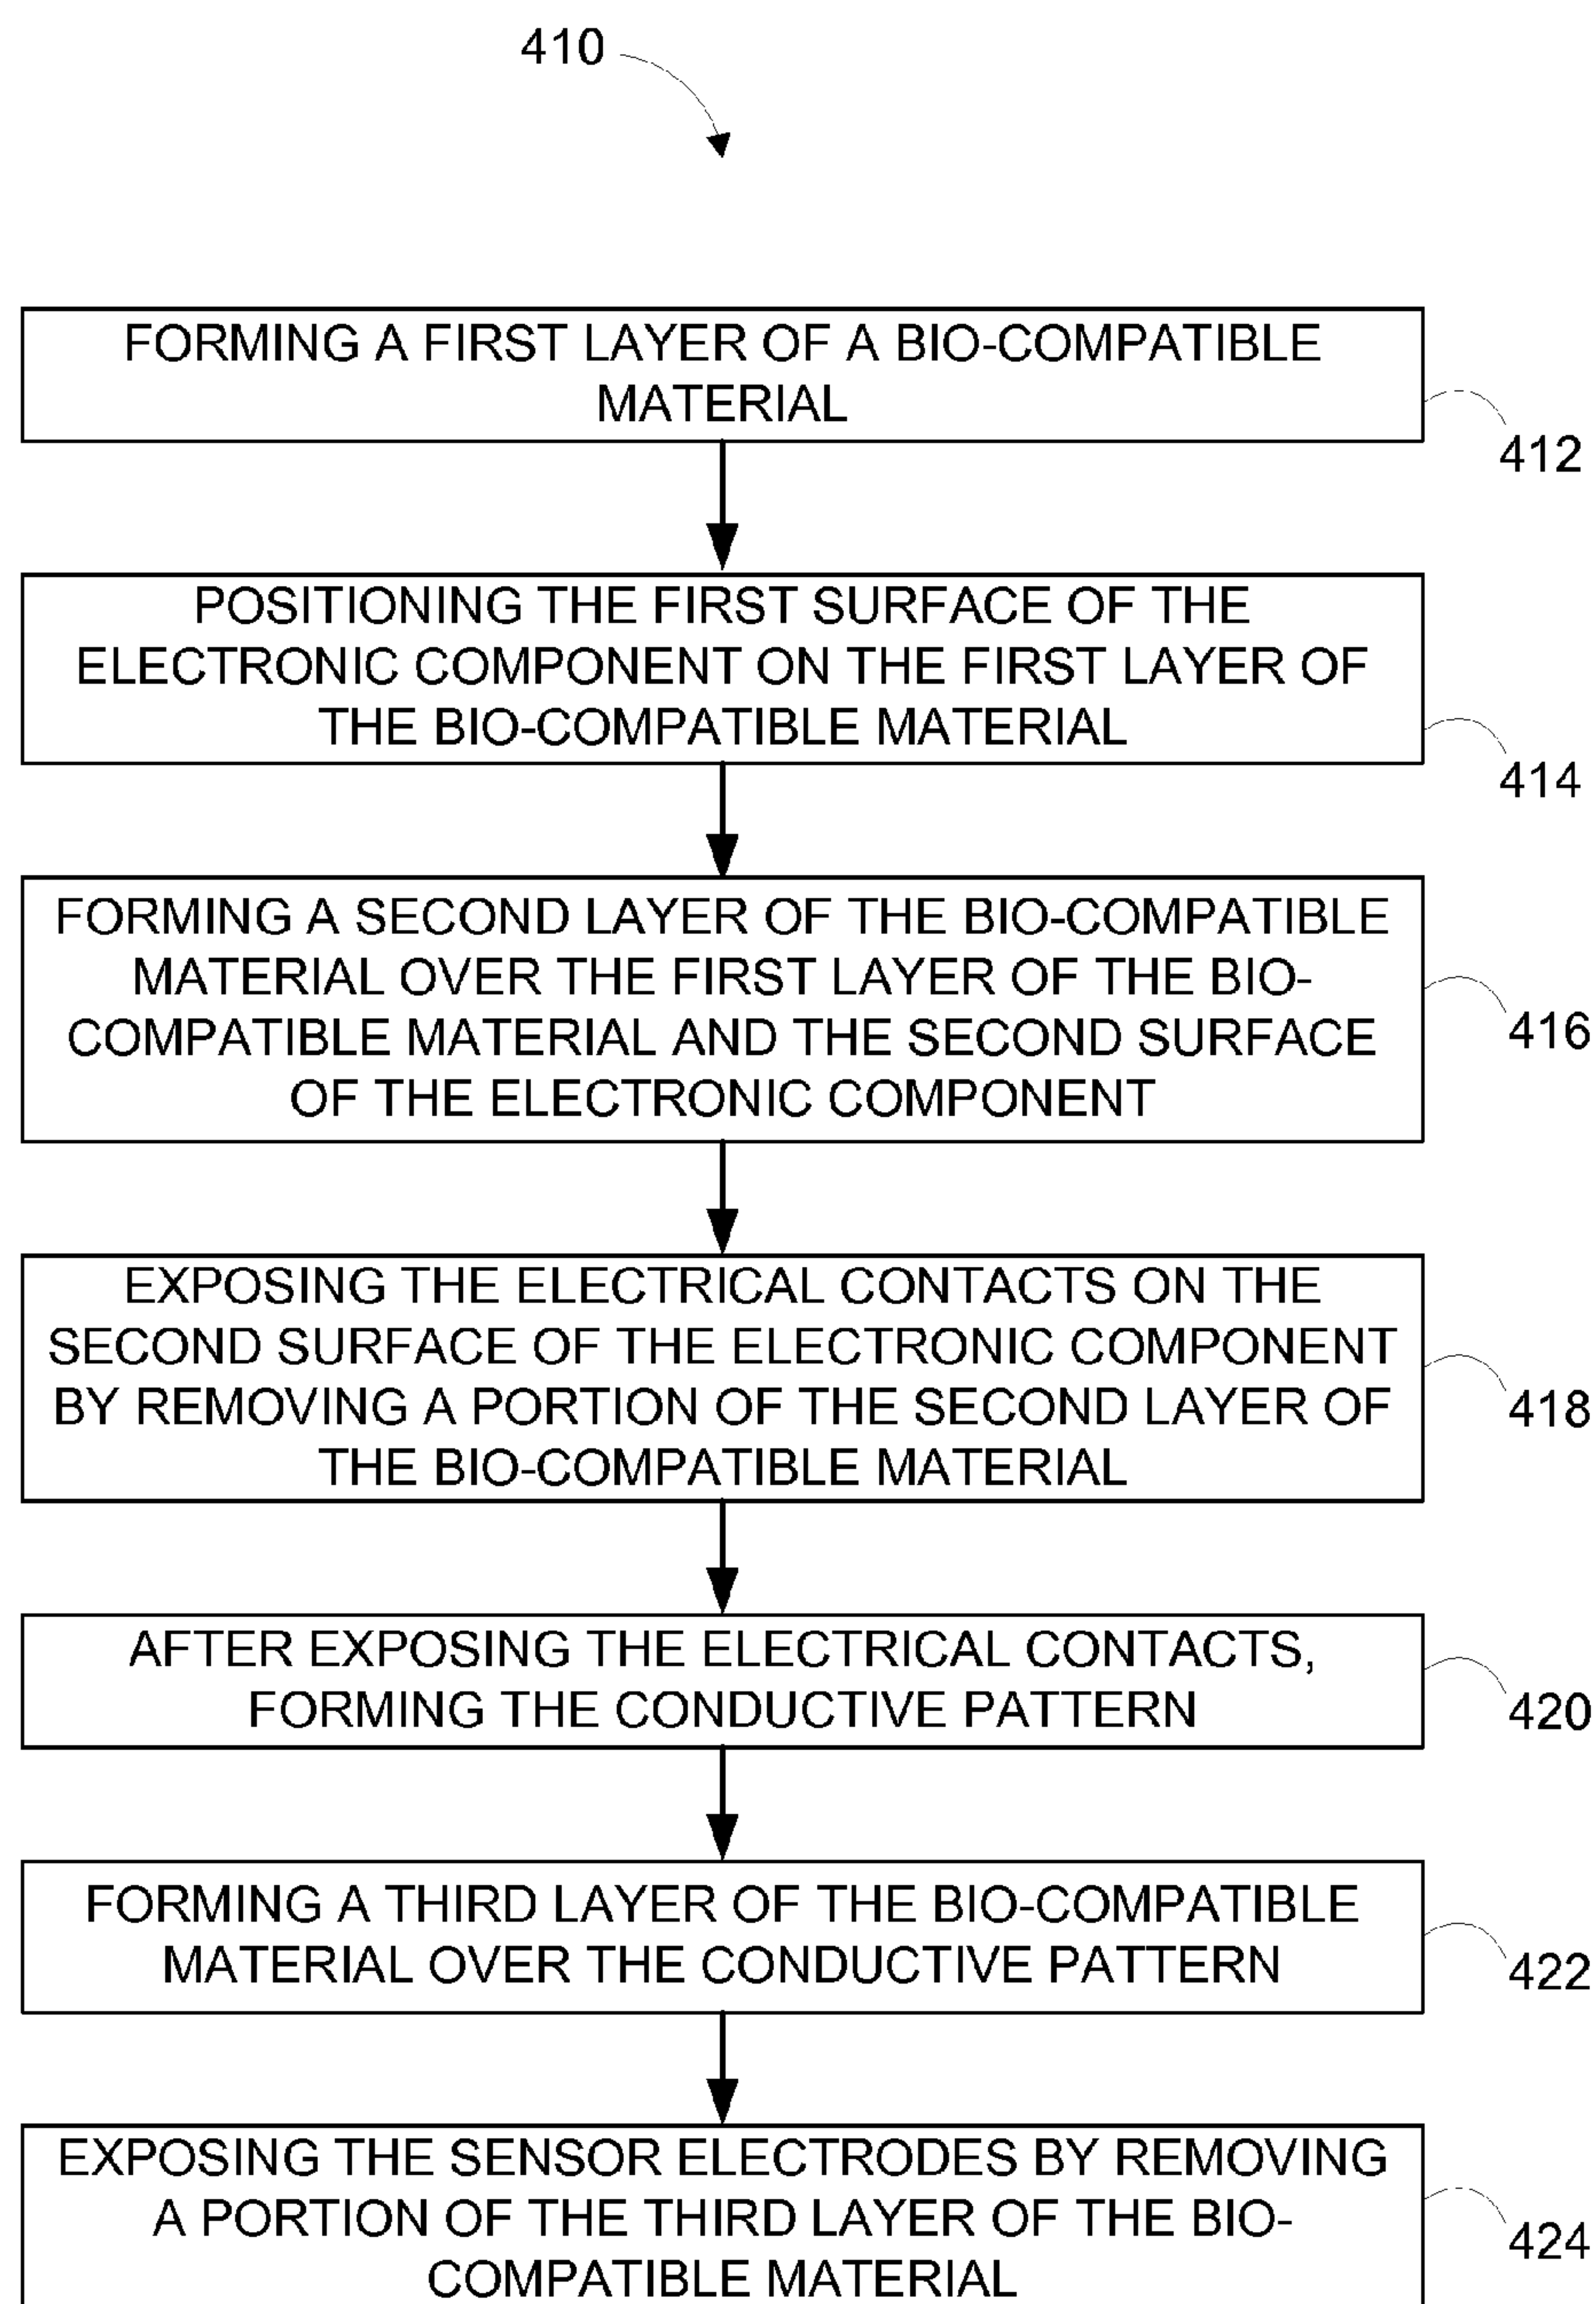 410
FORMING A FIRST LAYER OF A BIO-COMPATIBLE
MATERIAL
412
POSITIONING THE FIRST SURFACE OF THE
ELECTRONIC COMPONENT ON THE FIRST LAYER OF
THE BIO-COMPATIBLE MATERIAL
414
FORMING A SECOND LAYER OF THE BIO-COMPATIBLE
MATERIAL OVER THE FIRST LAYER OF THE BIO-
COMPATIBLE MATERIAL AND THE SECOND SURFACE
OF THE ELECTRONIC COMPONENT
416
EXPOSING THE ELECTRICAL CONTACTS ON THE
SECOND SURFACE OF THE ELECTRONIC COMPONENT
BY REMOVING A PORTION OF THE SECOND LAYER OF
THE BIO-COMPATIBLE MATERIAL
418
AFTER EXPOSING THE ELECTRICAL CONTACTS,
FORMING THE CONDUCTIVE PATTERN
420
FORMING A THIRD LAYER OF THE BIO-COMPATIBLE
MATERIAL OVER THE CONDUCTIVE PATTERN
422
EXPOSING THE SENSOR ELECTRODES BY REMOVING
A PORTION OF THE THIRD LAYER OF THE BIO-
COMPATIBLE MATERIAL
424